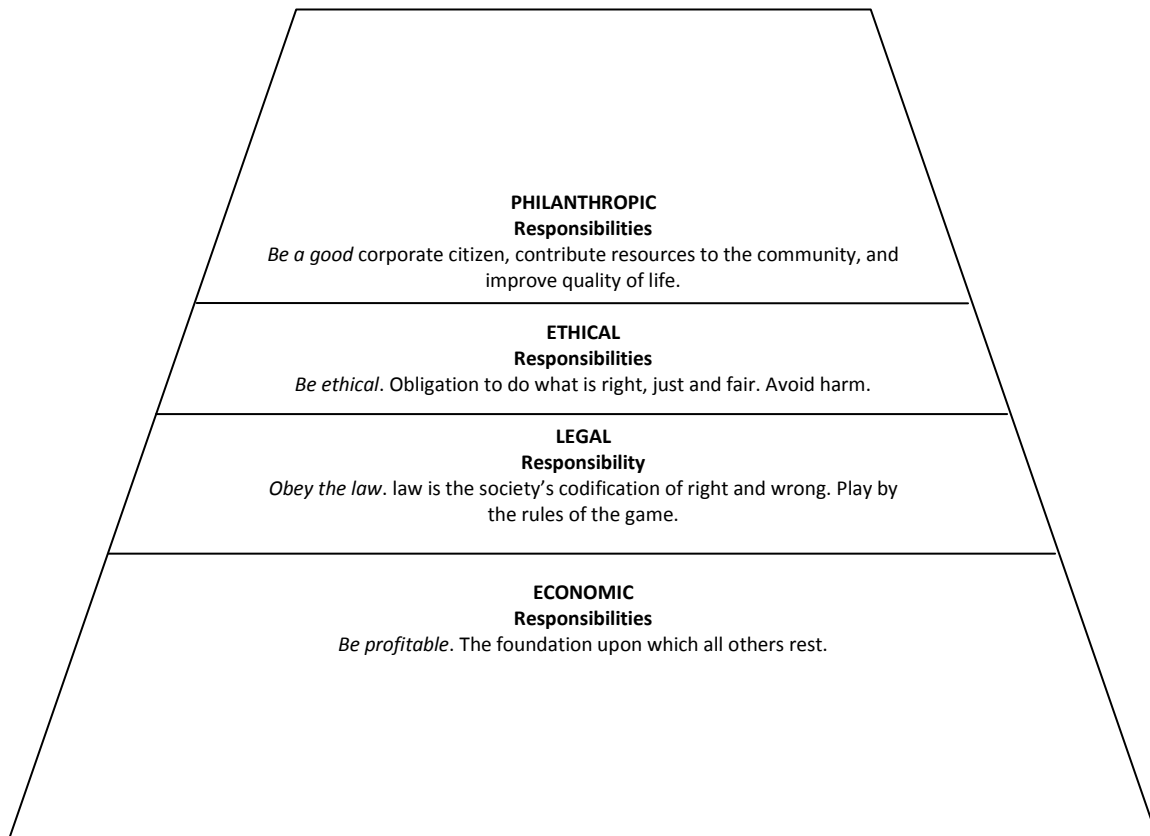 PHILANTHROPIC
Responsibilities
Be a good corporate citizen, contribute resources to the community, and
improve quality of life.
ETHICAL
Responsibilities
Be ethical. Obligation to do what is right, just and fair. Avoid harm.
LEGAL
Responsibility
Obey the law. law is the society’s codification of right and wrong. Play by
the rules of the game.
ECONOMIC
Responsibilities
Be profitable. The foundation upon which all others rest.